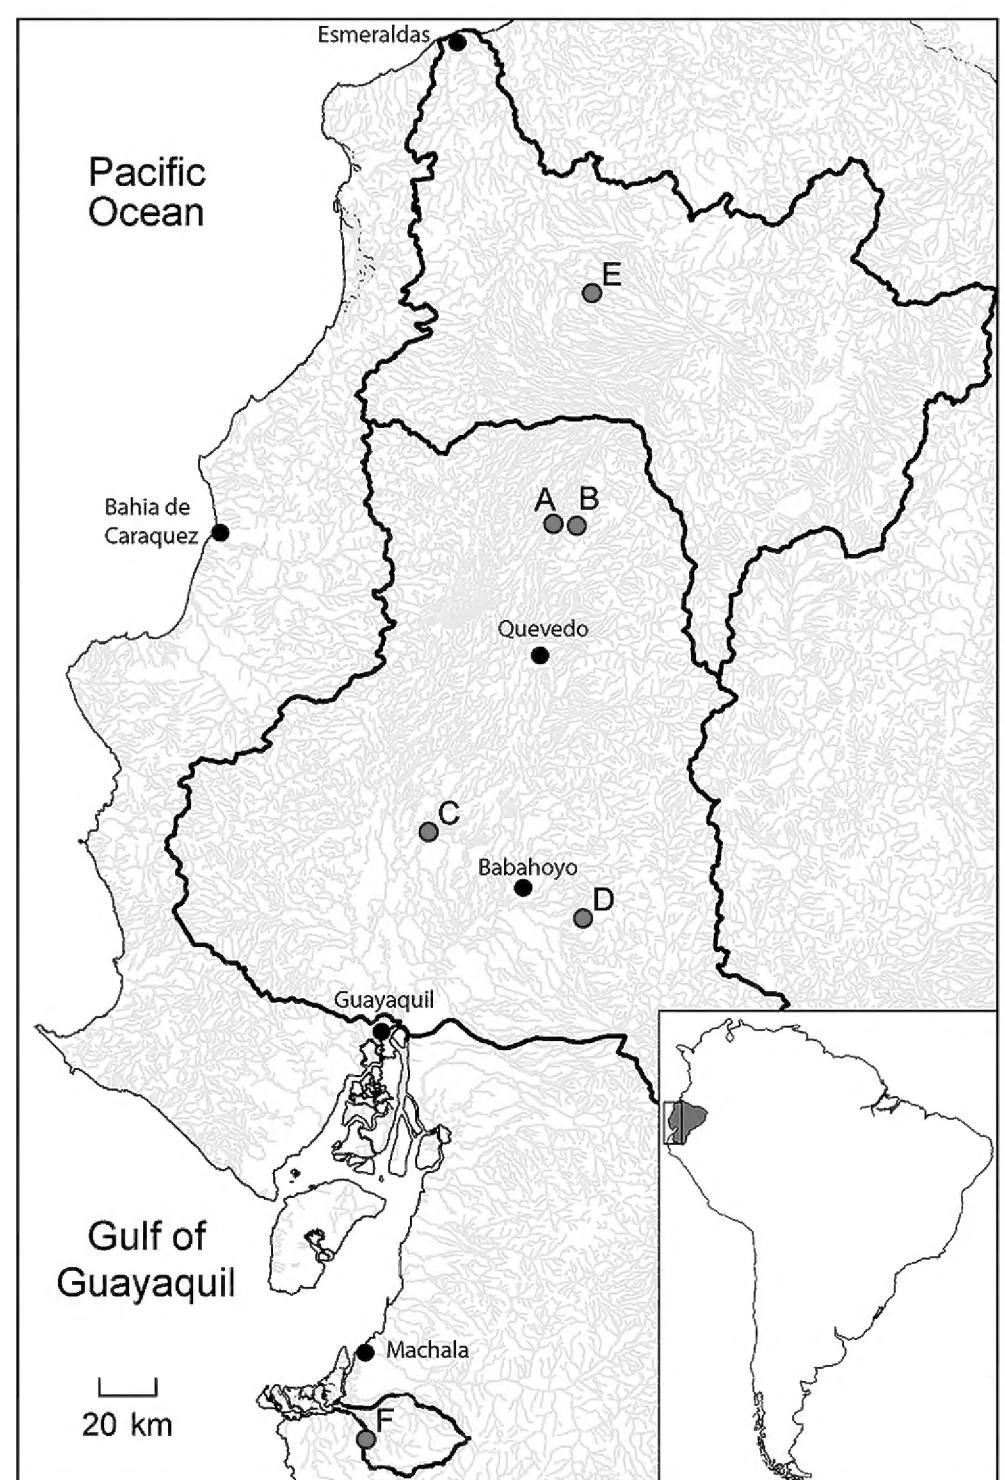 Esmeraldas
Pacific
Ocean
E
A
B
Bahia de
Caraquez
Quevedo
C
Babahoyo
D
Guayaquil
Gulf of
Guayaquil
Machala
20 km
F